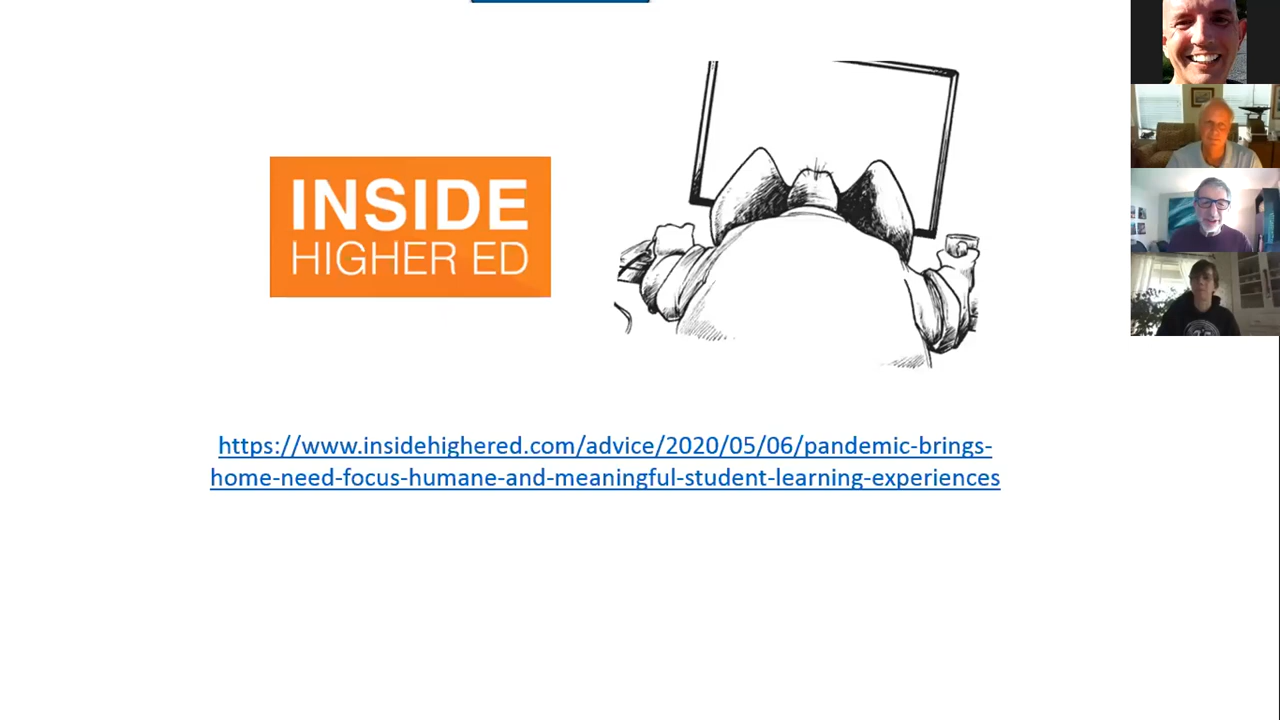 INSIDE
HIGHER ED
https://www.insidehighered.com/advice/2020/05/06/pandemic-brings-
home-need-focus-humane-and-meaningful-student-learning-experiences